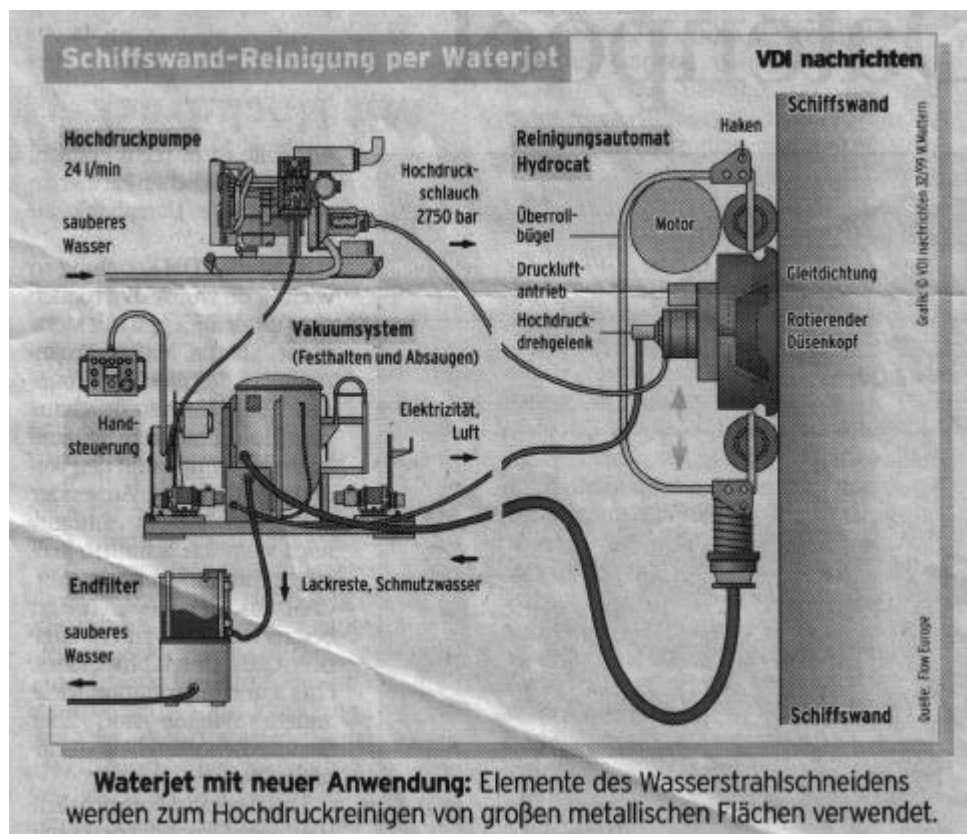 Schiffswand-Reinigung per Waterjet
VDI nachrichten
Hochdruckpumpe
24 l/min
sauberes
Wasser
Hochdruck-
schlauch
2750 bar
Reinigungsautomat
Hydrocat
Haken
Schiffswand
Überroll-
bügel
Motor
Druckluft-
antrieb
Gleitdichtung
Hochdruck-
drehgelenk
Rotierender
Düsenkopf
Vakuumsystem
(Festhalten und Absaugen)
Hand-
steuerung
Elektrizität,
Luft
Lackreste, Schmutzwasser
Endfilter
sauberes
Wasser
Schiffswand
Grafik © VDI nachrichten 32/99 W. Mattern
Quelle: Flow Europe
Waterjet mit neuer Anwendung: Elemente des Wasserstrahlschneidens
werden zum Hochdruckreinigen von großen metallischen Flächen verwendet.